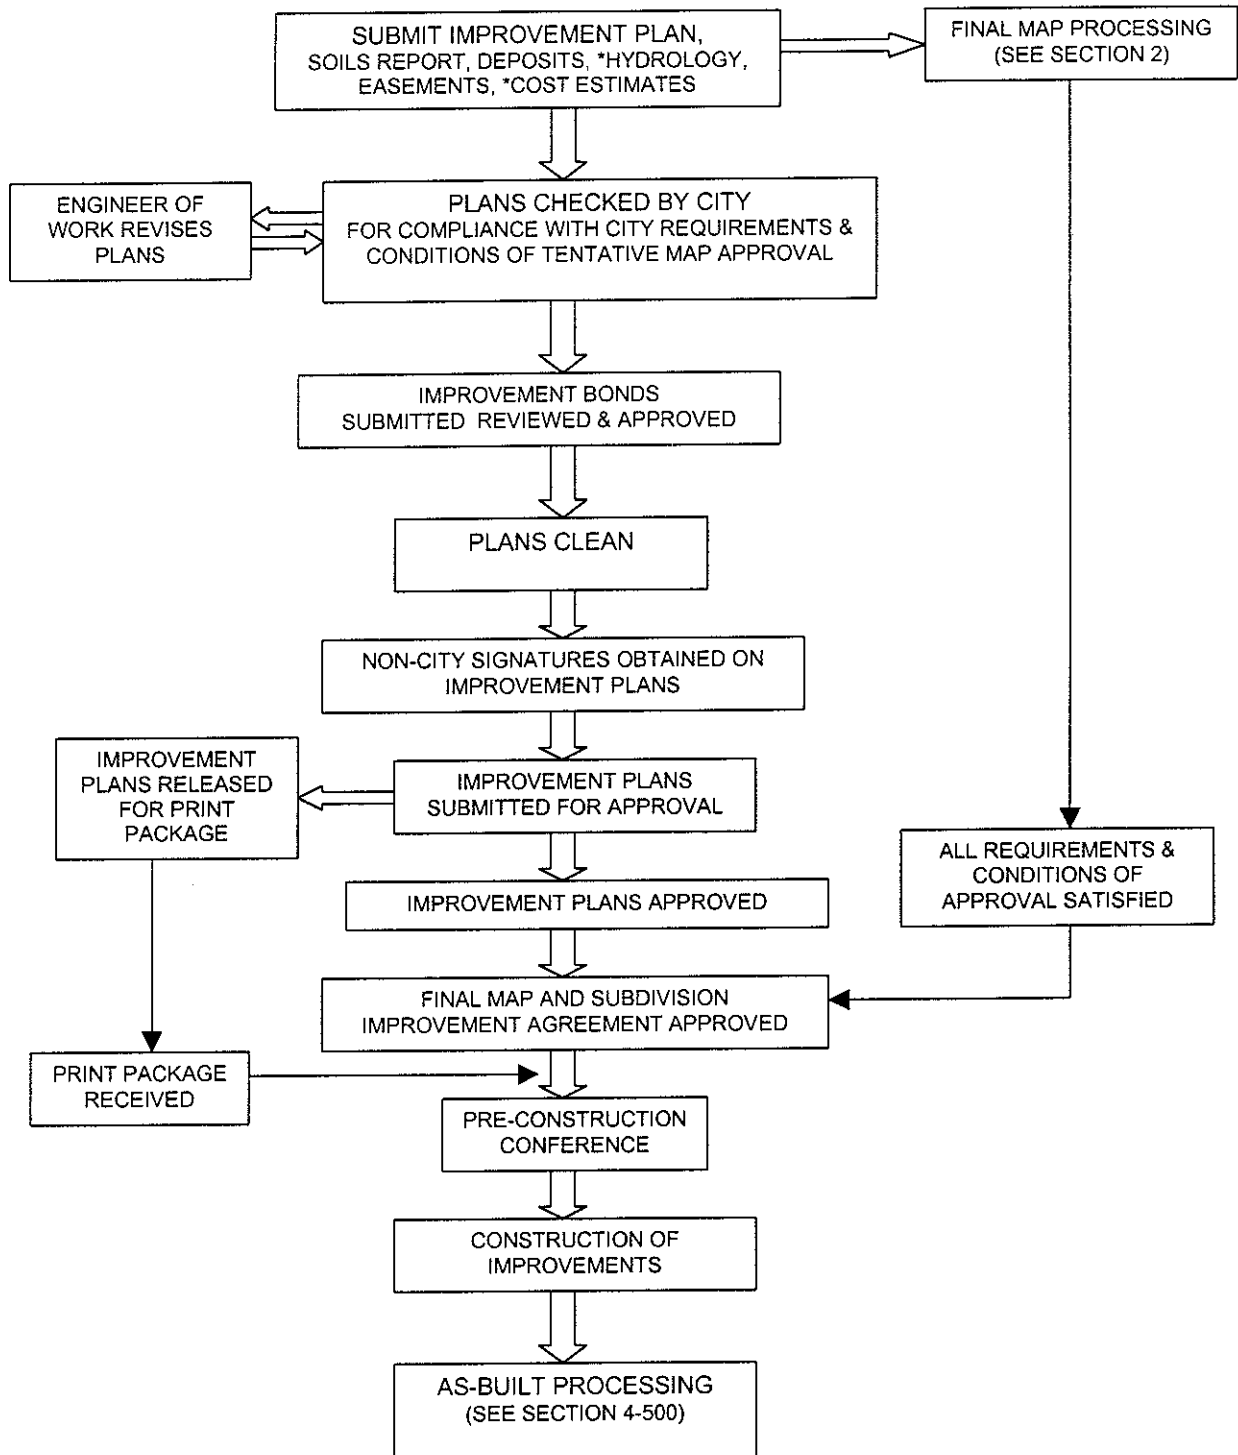 SUBMIT IMPROVEMENT PLAN,
SOILS REPORT, DEPOSITS, *HYDROLOGY,
EASEMENTS, *COST ESTIMATES
FINAL MAP PROCESSING
(SEE SECTION 2)
ENGINEER OF
WORK REVISES
PLANS
PLANS CHECKED BY CITY
FOR COMPLIANCE WITH CITY REQUIREMENTS &
CONDITIONS OF TENTATIVE MAP APPROVAL
IMPROVEMENT BONDS
SUBMITTED REVIEWED & APPROVED
PLANS CLEAN
NON-CITY SIGNATURES OBTAINED ON
IMPROVEMENT PLANS
IMPROVEMENT
PLANS RELEASED
FOR PRINT
PACKAGE
IMPROVEMENT PLANS
SUBMITTED FOR APPROVAL
ALL REQUIREMENTS &
CONDITIONS OF
APPROVAL SATISFIED
IMPROVEMENT PLANS APPROVED
FINAL MAP AND SUBDIVISION
IMPROVEMENT AGREEMENT APPROVED
PRINT PACKAGE
RECEIVED
PRE-CONSTRUCTION
CONFERENCE
CONSTRUCTION OF
IMPROVEMENTS
AS-BUILT PROCESSING
(SEE SECTION 4-500)